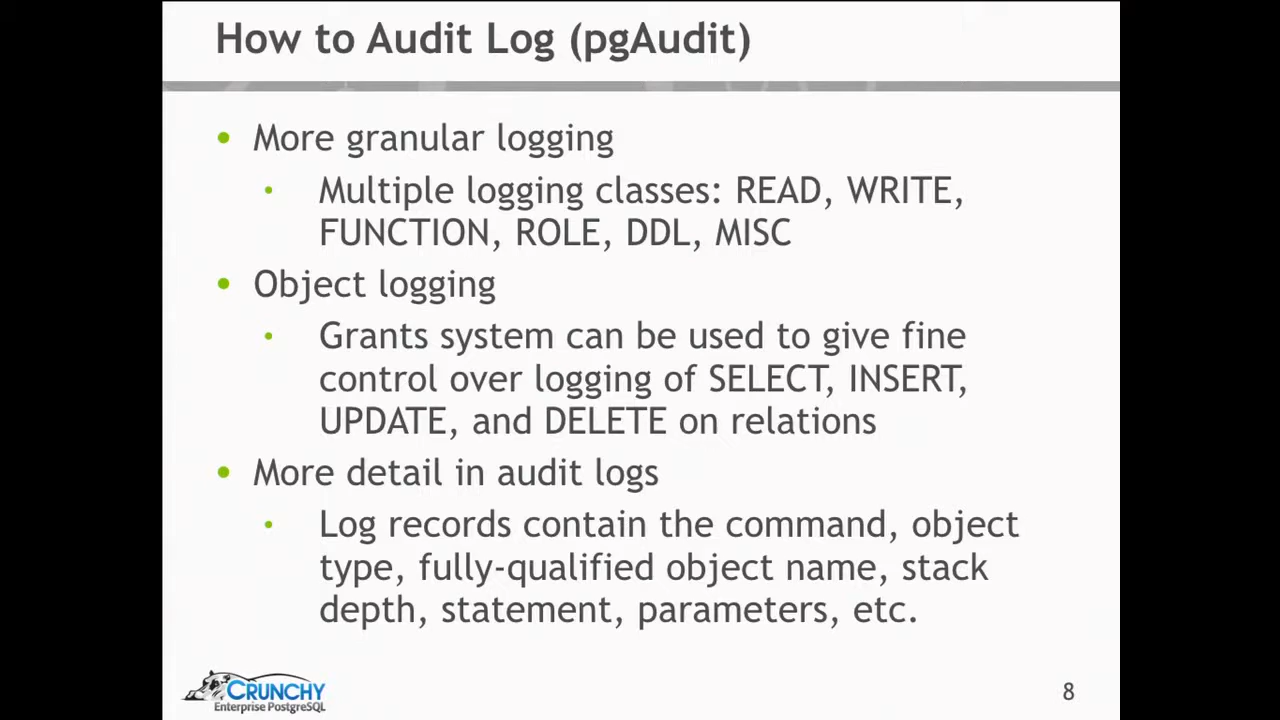 How to Audit Log (pgAudit)
• More granular logging
• Multiple logging classes: READ, WRITE,
FUNCTION, ROLE, DDL, MISC
• Object logging
• Grants system can be used to give fine
control over logging of SELECT, INSERT,
UPDATE, and DELETE on relations
• More detail in audit logs
• Log records contain the command, object
type, fully-qualified object name, stack
depth, statement, parameters, etc.
CRUNCHY
Enterprise PostgreSQL
8